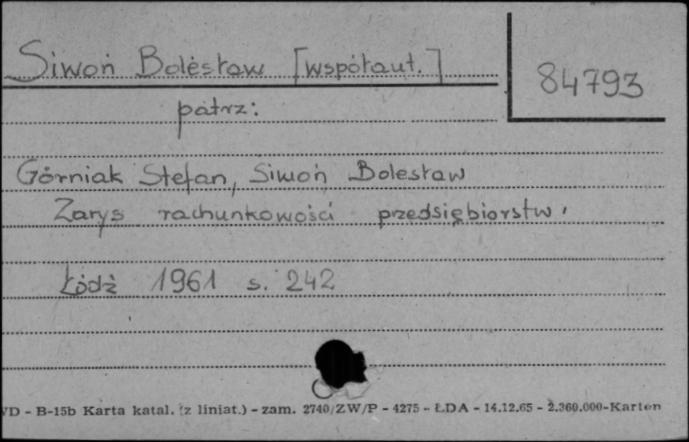 Siwoń Bolesław [współaut.]
84793
patrz:
Górniak Stefan, Siwoń Bolesław
Zarys rachunkowości przedsiębiorstw.
Łódź 1961 s. 242
VD - B-15b Karta katal. (z liniat.) - zam. 2740/ZW/P - 4275 - ŁDA - 14.12.65 - 2.360.000-Karton